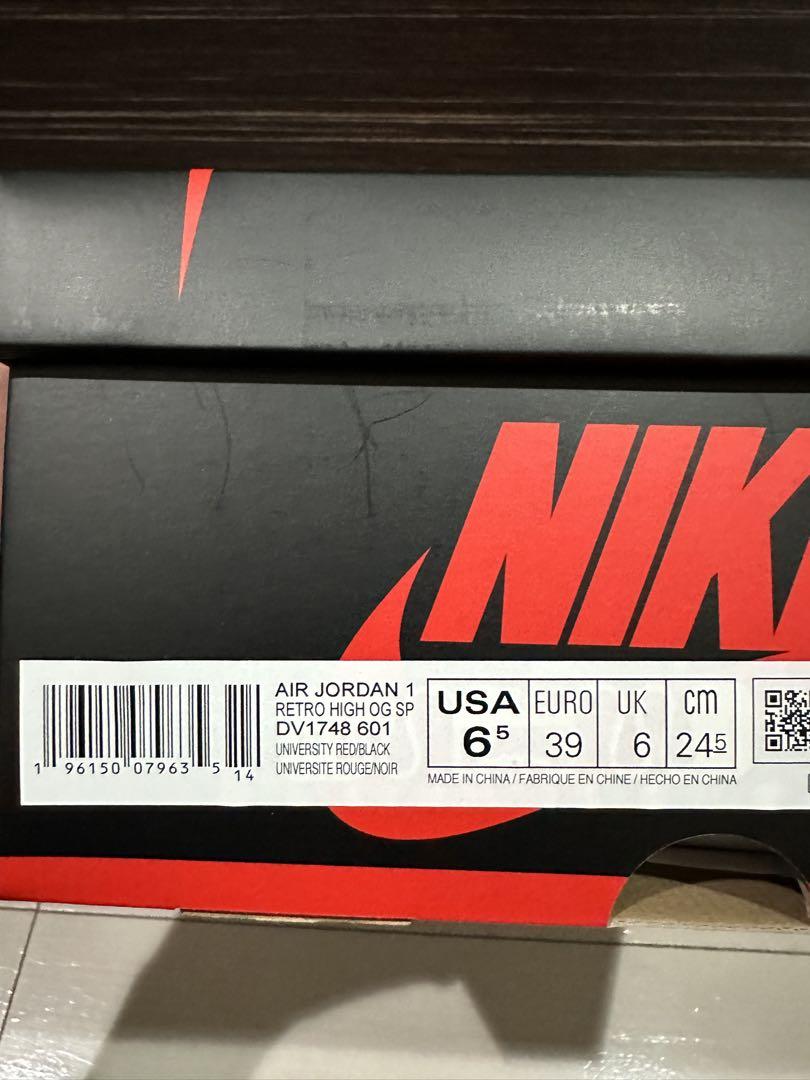 NIK
AIR JORDAN 1
RETRO HIGH OG SP
DV1748 601
UNIVERSITY RED/BLACK
UNIVERSITE ROUGE/NOIR
1 96150 07963 5 14
USA EURO UK cm
6⁵ 39 6 24⁵
MADE IN CHINA / FABRIQUE EN CHINE / HECHO EN CHINA